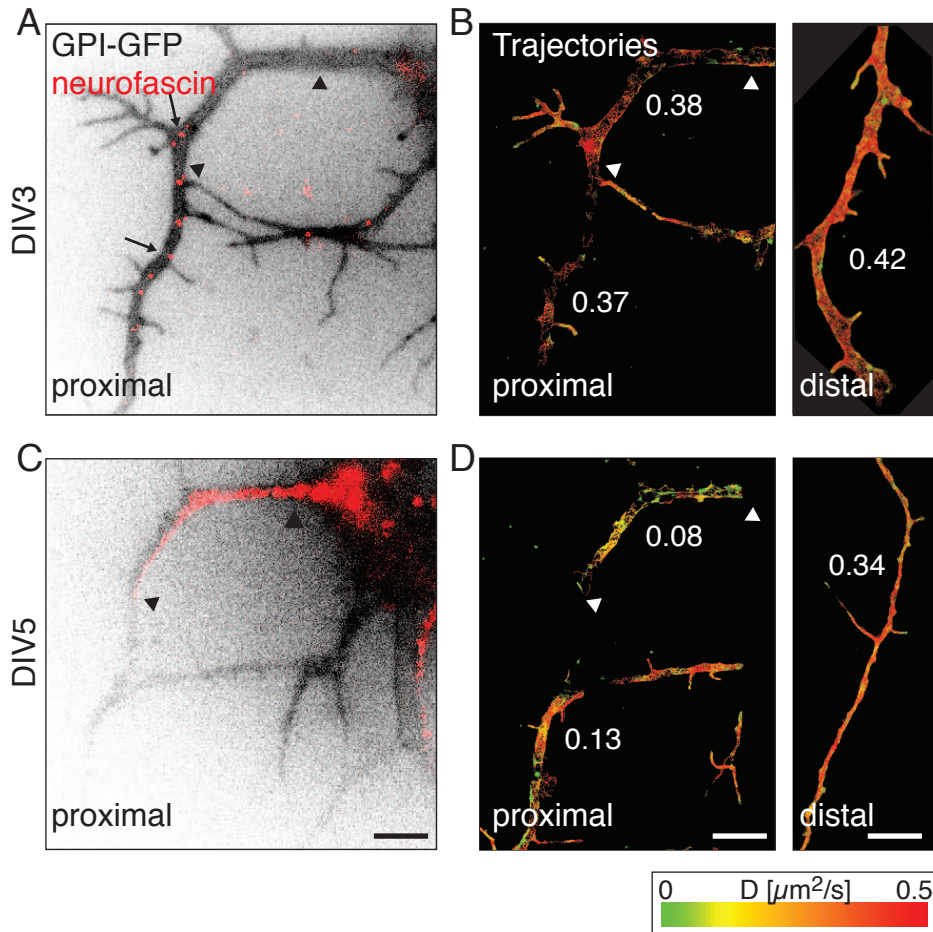 A
GPI-GFP
neurofascin
DIV3
proximal
B
Trajectories
0.38
0.37
proximal
0.42
distal
C
DIV5
proximal
D
0.08
0.13
proximal
0.34
distal
0 D [µm²/s] 0.5